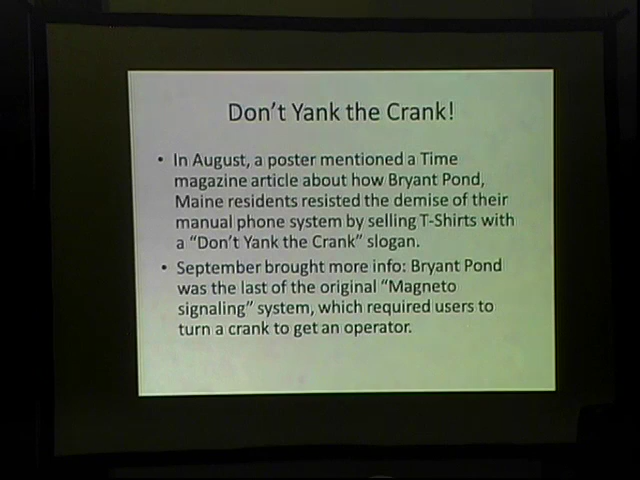 Don't Yank the Crank!
• In August, a poster mentioned a Time
magazine article about how Bryant Pond,
Maine residents resisted the demise of their
manual phone system by selling T-Shirts with
a "Don't Yank the Crank" slogan.
• September brought more info: Bryant Pond
was the last of the original "Magneto
signaling" system, which required users to
turn a crank to get an operator.